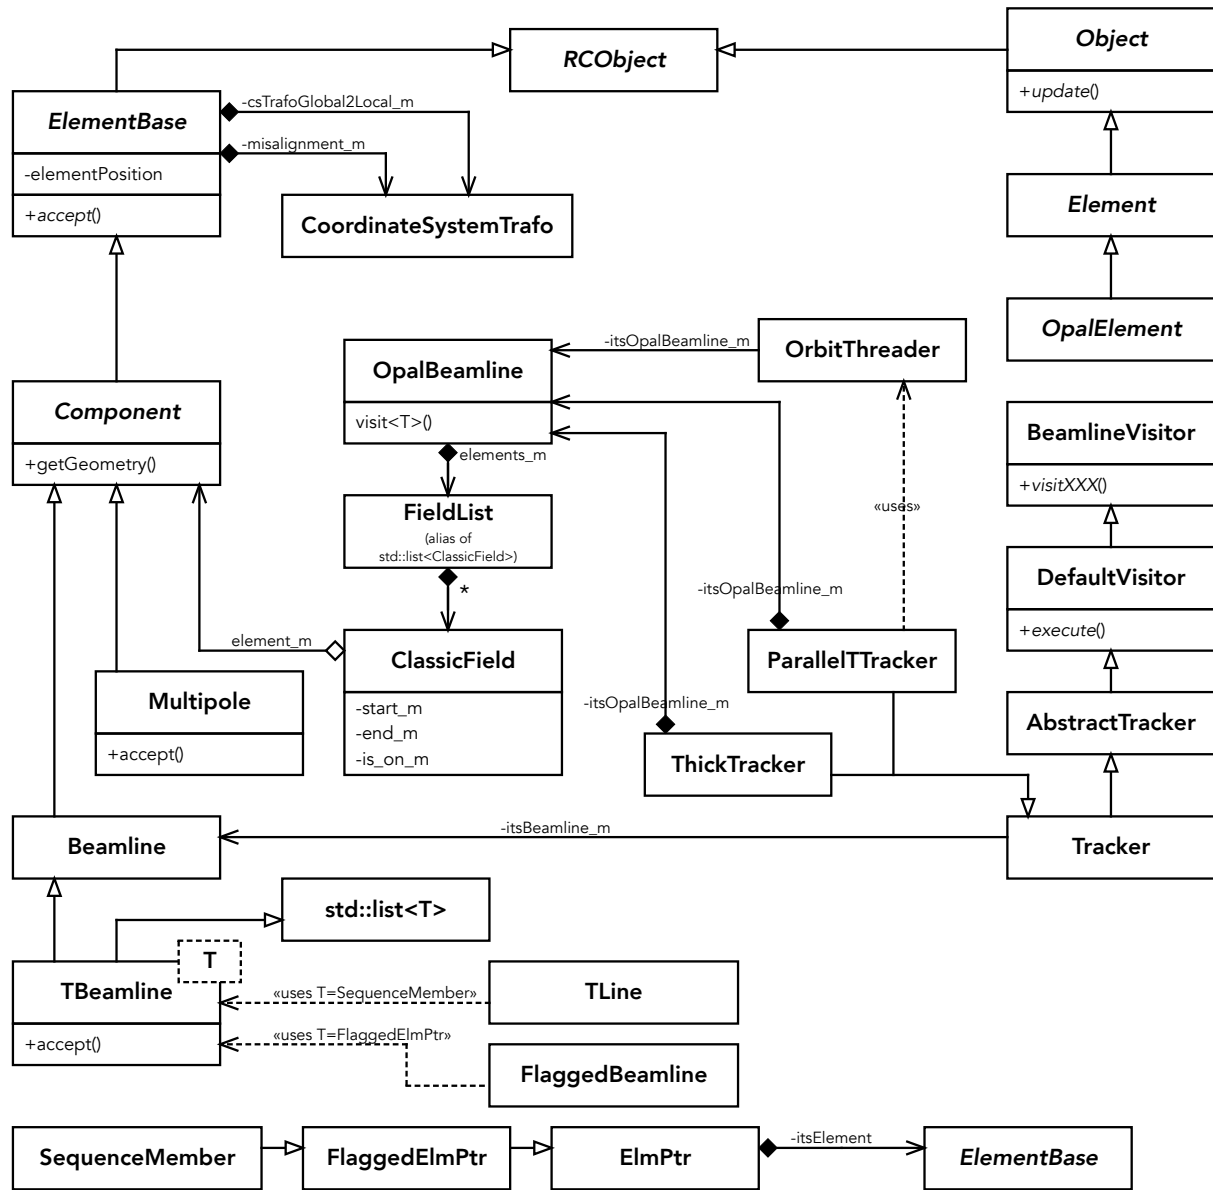 RCObject
Object
+update()
ElementBase
-elementPosition
+accept()
-csTrafoGlobal2Local_m
-misalignment_m
CoordinateSystemTrafo
Element
OpalElement
OpalBeamline
visit<T>()
-itsOpalBeamline_m
OrbitThreader
Component
+getGeometry()
elements_m
BeamlineVisitor
+visitXXX()
FieldList
(alias of
std::list<ClassicField>)
*
«uses»
DefaultVisitor
+execute()
-itsOpalBeamline_m
element_m
ClassicField
-start_m
-end_m
-is_on_m
ParallelTTracker
Multipole
+accept()
-itsOpalBeamline_m
ThickTracker
AbstractTracker
Beamline
-itsBeamline_m
Tracker
std::list<T>
T
TBeamline
+accept()
«uses T=SequenceMember»
TLine
«uses T=FlaggedElmPtr»
FlaggedBeamline
SequenceMember
FlaggedElmPtr
ElmPtr
-itsElement
ElementBase